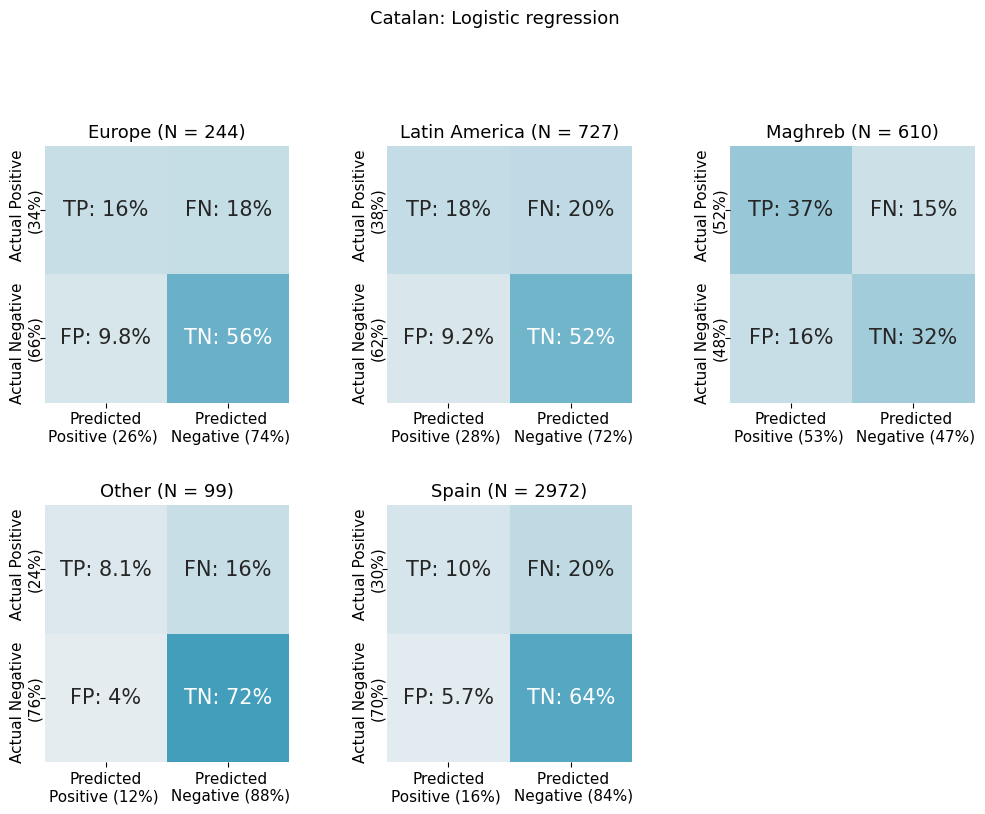 Catalan: Logistic regression
Europe (N = 244)
Actual Positive
(34%)
TP: 16%
FN: 18%
Actual Negative
(66%)
FP: 9.8%
TN: 56%
Predicted
Positive (26%)
Predicted
Negative (74%)
Latin America (N = 727)
Actual Positive
(38%)
TP: 18%
FN: 20%
Actual Negative
(62%)
FP: 9.2%
TN: 52%
Predicted
Positive (28%)
Predicted
Negative (72%)
Maghreb (N = 610)
Actual Positive
(52%)
TP: 37%
FN: 15%
Actual Negative
(48%)
FP: 16%
TN: 32%
Predicted
Positive (53%)
Predicted
Negative (47%)
Other (N = 99)
Actual Positive
(24%)
TP: 8.1%
FN: 16%
Actual Negative
(76%)
FP: 4%
TN: 72%
Predicted
Positive (12%)
Predicted
Negative (88%)
Spain (N = 2972)
Actual Positive
(30%)
TP: 10%
FN: 20%
Actual Negative
(70%)
FP: 5.7%
TN: 64%
Predicted
Positive (16%)
Predicted
Negative (84%)